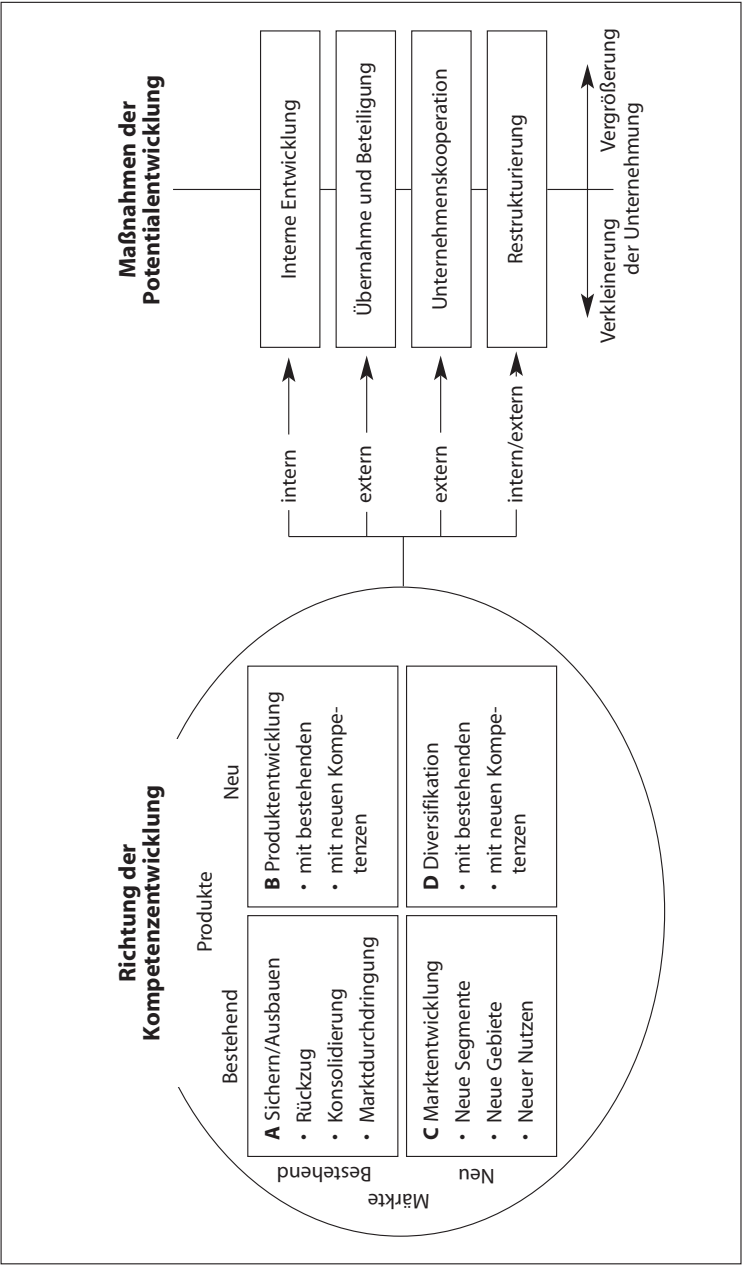 Richtung der
Kompetenzentwicklung
Produkte
Bestehend
Neu
Märkte
Bestehend
Neu
A Sichern/Ausbauen
• Rückzug
• Konsolidierung
• Marktdurchdringung
B Produktentwicklung
• mit bestehenden
• mit neuen Kompe-
tenzen
C Marktentwicklung
• Neue Segmente
• Neue Gebiete
• Neuer Nutzen
D Diversifikation
• mit bestehenden
• mit neuen Kompe-
tenzen
Maßnahmen der
Potentialentwicklung
intern
Interne Entwicklung
extern
Übernahme und Beteiligung
extern
Unternehmenskooperation
intern/extern
Restrukturierung
Verkleinerung
Vergrößerung
der Unternehmung